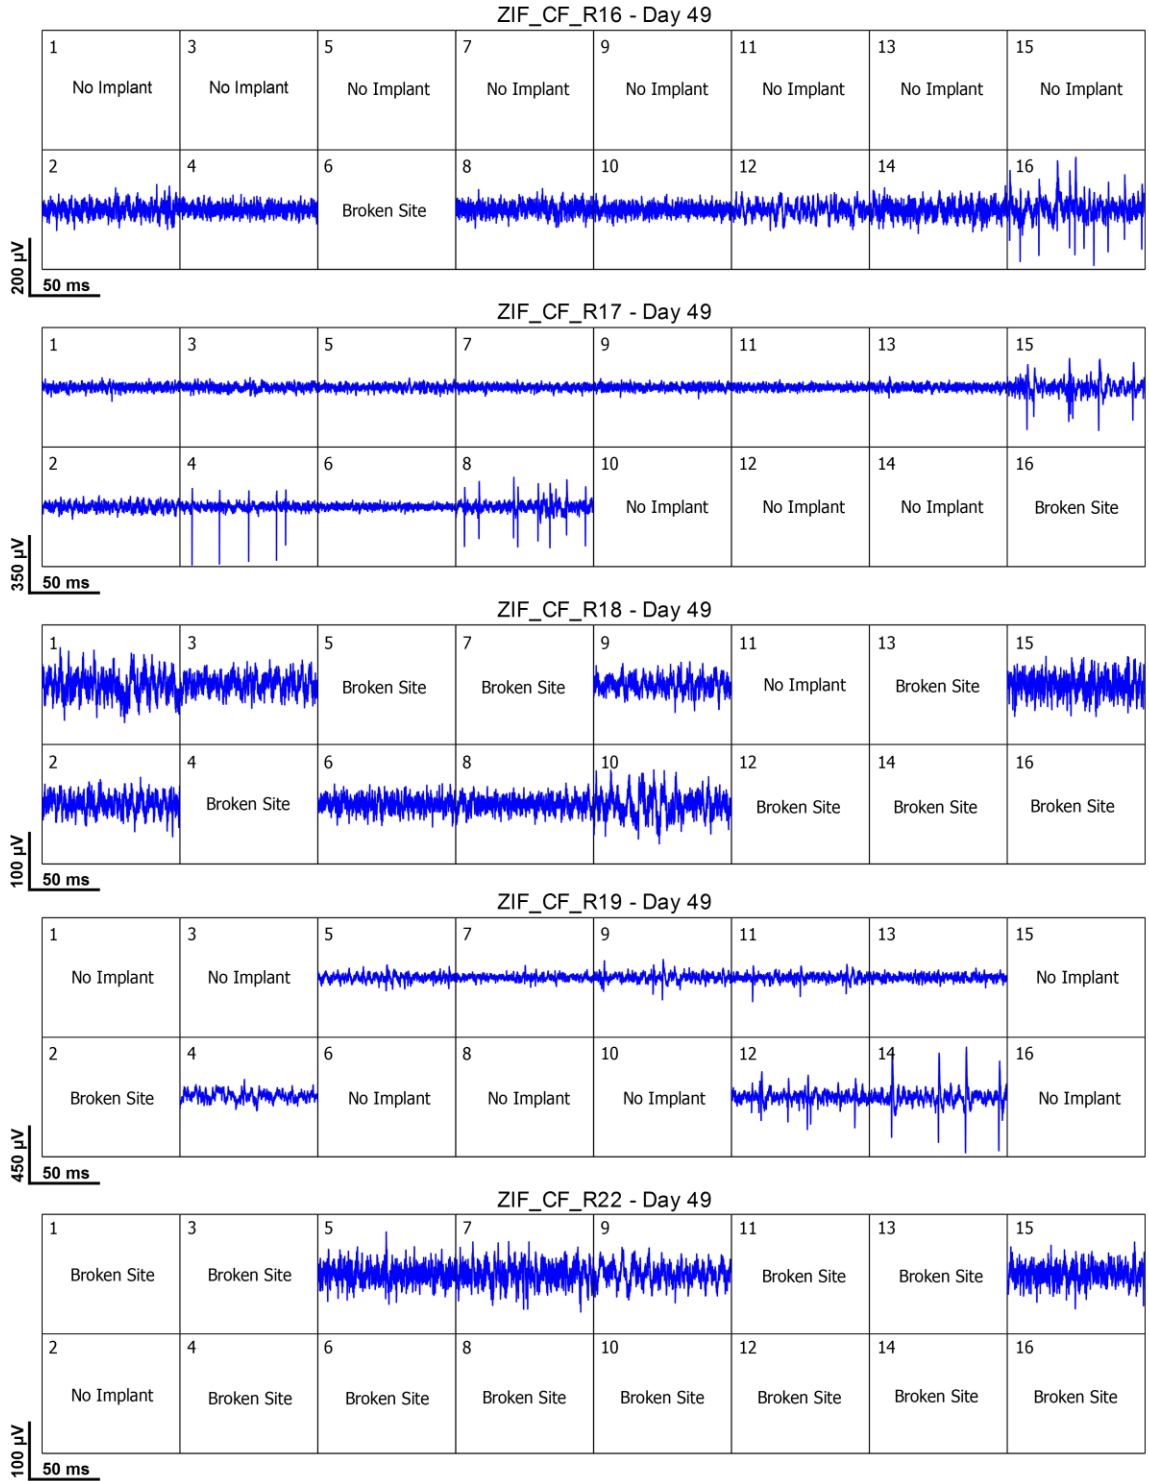 ZIF_CF_R16 - Day 49
1 3 5 7 9 11 13 15
No Implant No Implant No Implant No Implant No Implant No Implant No Implant No Implant
2 4 6 8 10 12 14 16
Broken Site
200 µV
50 ms
ZIF_CF_R17 - Day 49
1 3 5 7 9 11 13 15
2 4 6 8 10 12 14 16
No Implant No Implant No Implant Broken Site
350 µV
50 ms
ZIF_CF_R18 - Day 49
1 3 5 7 9 11 13 15
Broken Site Broken Site No Implant Broken Site
2 4 6 8 10 12 14 16
Broken Site Broken Site Broken Site Broken Site
100 µV
50 ms
ZIF_CF_R19 - Day 49
1 3 5 7 9 11 13 15
No Implant No Implant No Implant
2 4 6 8 10 12 14 16
Broken Site No Implant No Implant No Implant No Implant
450 µV
50 ms
ZIF_CF_R22 - Day 49
1 3 5 7 9 11 13 15
Broken Site Broken Site Broken Site Broken Site
2 4 6 8 10 12 14 16
No Implant Broken Site Broken Site Broken Site Broken Site Broken Site Broken Site Broken Site
100 µV
50 ms